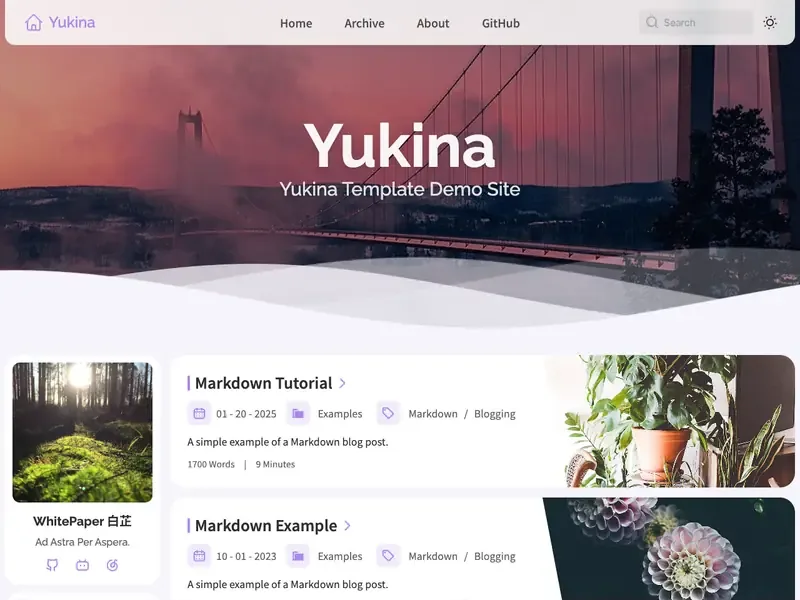 Yukina
Home Archive About GitHub
Search
Yukina
Yukina Template Demo Site
WhitePaper 白芷
Ad Astra Per Aspera.
Markdown Tutorial
01 - 20 - 2025 Examples Markdown / Blogging
A simple example of a Markdown blog post.
1700 Words | 9 Minutes
Markdown Example
10 - 01 - 2023 Examples Markdown / Blogging
A simple example of a Markdown blog post.